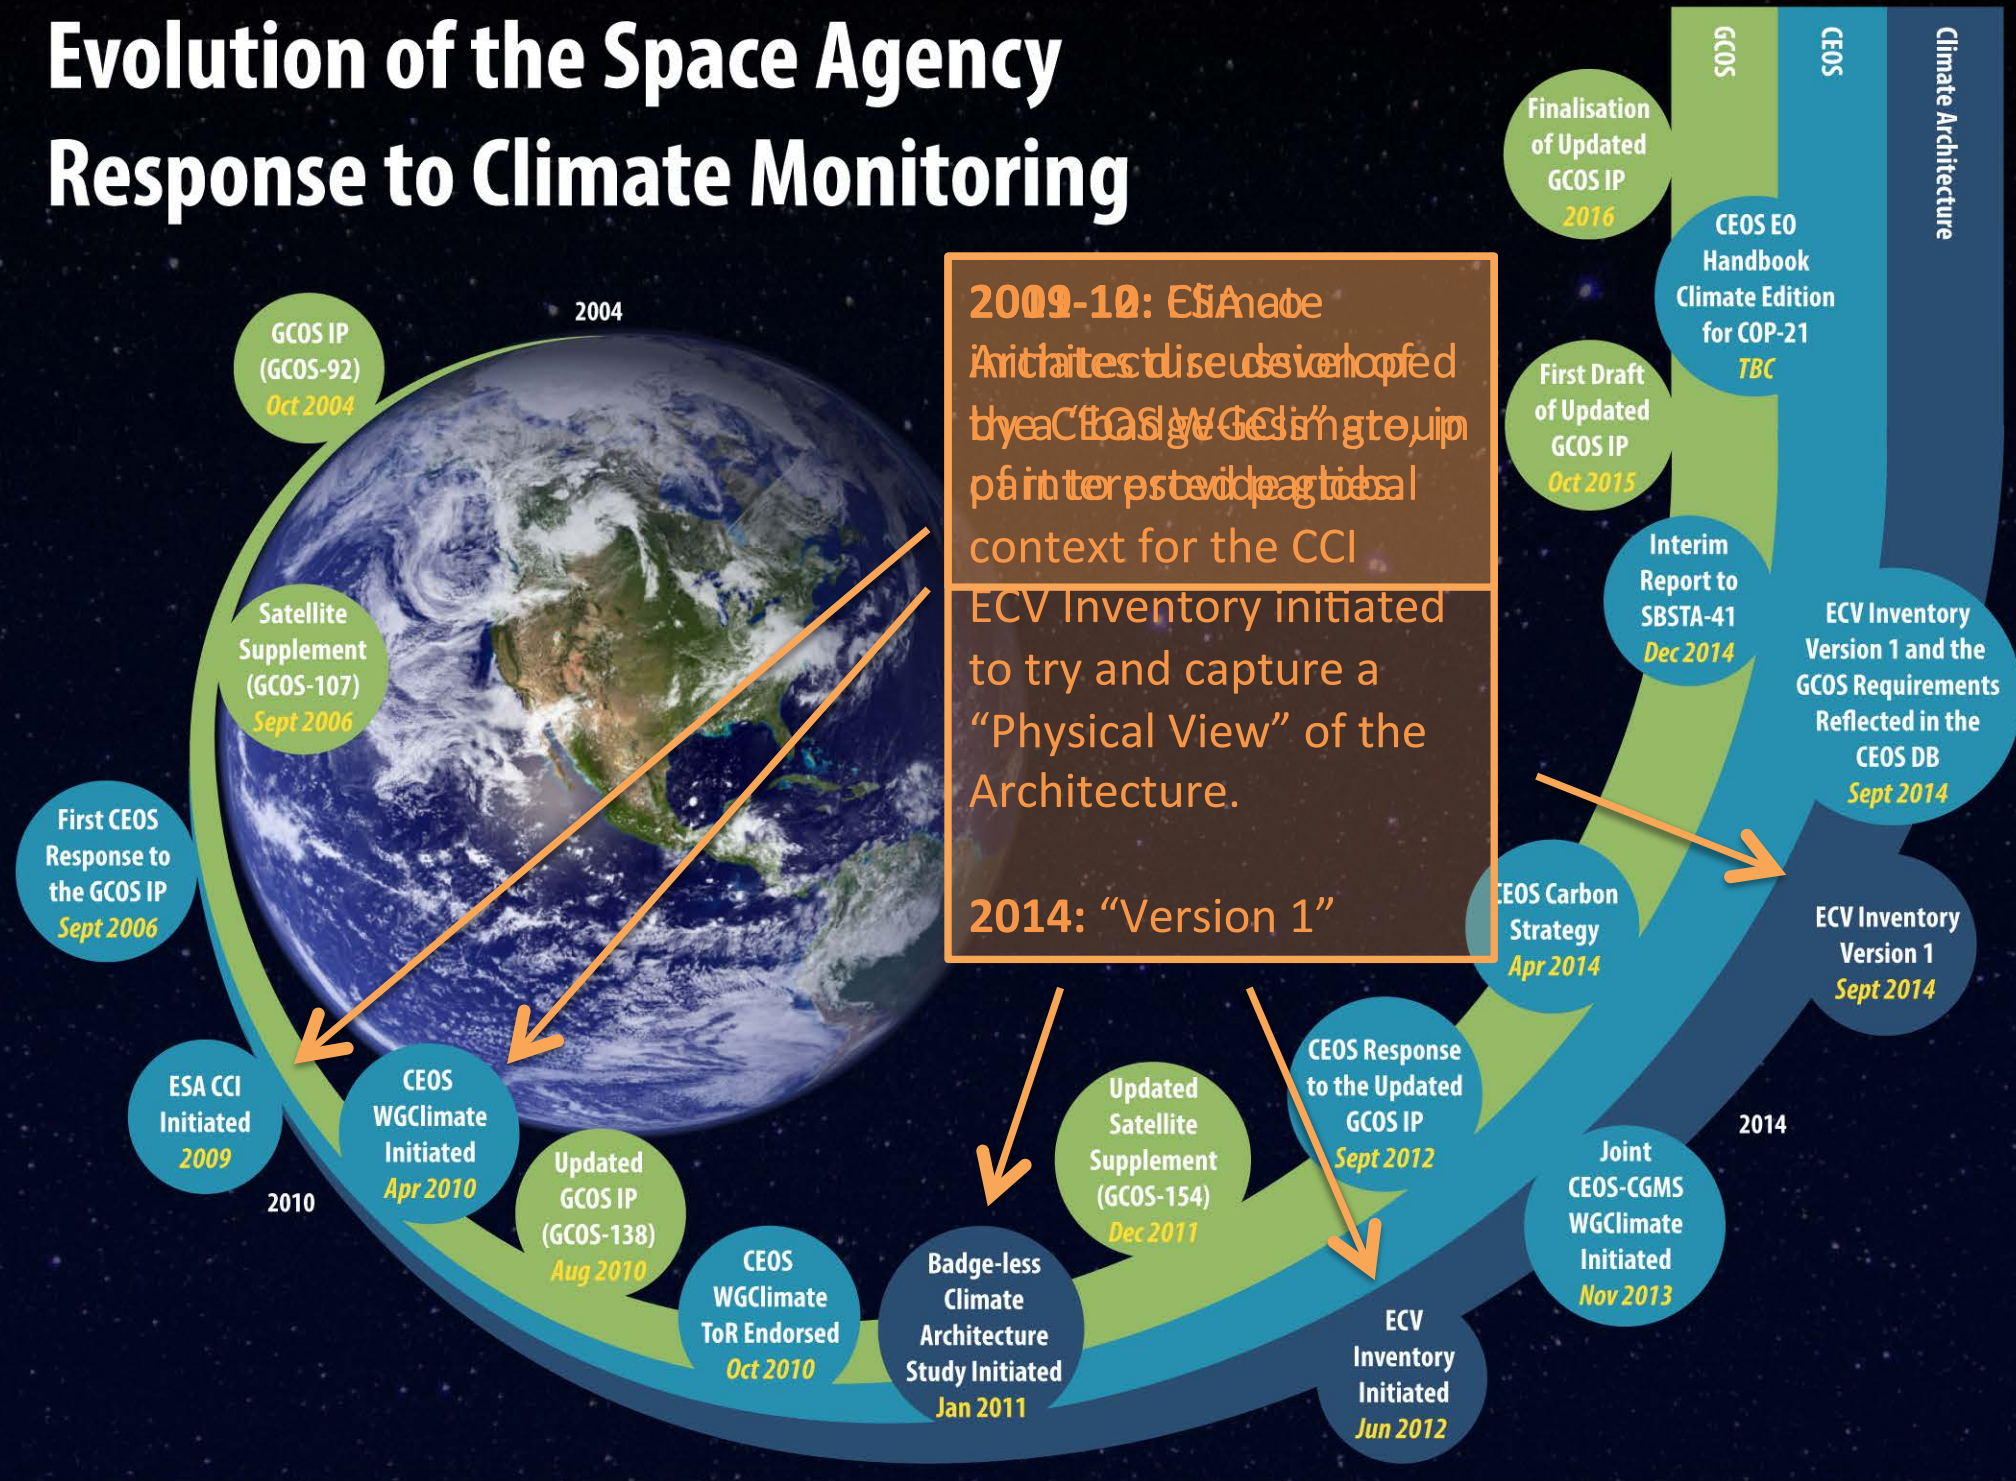 Evolution of the Space Agency
Response to Climate Monitoring
GCOS
CEOS
Climate Architecture
2004
GCOS IP
(GCOS-92)
Oct 2004
Satellite
Supplement
(GCOS-107)
Sept 2006
First CEOS
Response to
the GCOS IP
Sept 2006
ESA CCI
Initiated
2009
2010
CEOS
WGClimate
Initiated
Apr 2010
Updated
GCOS IP
(GCOS-138)
Aug 2010
CEOS
WGClimate
ToR Endorsed
Oct 2010
Badge-less
Climate
Architecture
Study Initiated
Jan 2011
Updated
Satellite
Supplement
(GCOS-154)
Dec 2011
CEOS Response
to the Updated
GCOS IP
Sept 2012
ECV
Inventory
Initiated
Jun 2012
Joint
CEOS-CGMS
WGClimate
Initiated
Nov 2013
2014
CEOS Carbon
Strategy
Apr 2014
ECV Inventory
Version 1
Sept 2014
ECV Inventory
Version 1 and the
GCOS Requirements
Reflected in the
CEOS DB
Sept 2014
Interim
Report to
SBSTA-41
Dec 2014
First Draft
of Updated
GCOS IP
Oct 2015
CEOS EO
Handbook
Climate Edition
for COP-21
TBC
Finalisation
of Updated
GCOS IP
2016
context for the CCI
ECV Inventory initiated
to try and capture a
“Physical View” of the
Architecture.
2014: “Version 1”